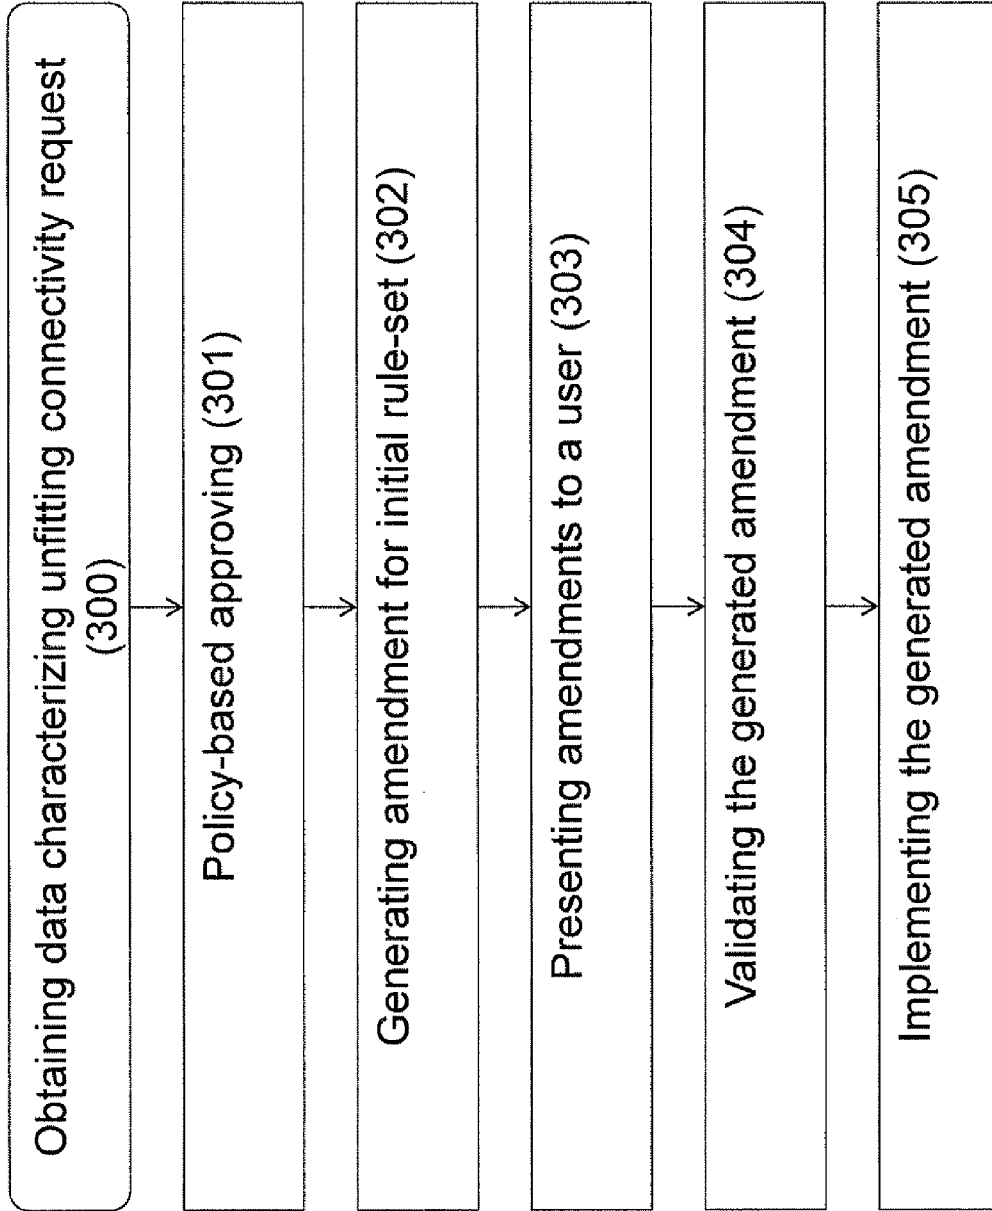 Obtaining data characterizing unfitting connectivity request
(300)
Policy-based approving (301)
Generating amendment for initial rule-set (302)
Presenting amendments to a user (303)
Validating the generated amendment (304)
Implementing the generated amendment (305)